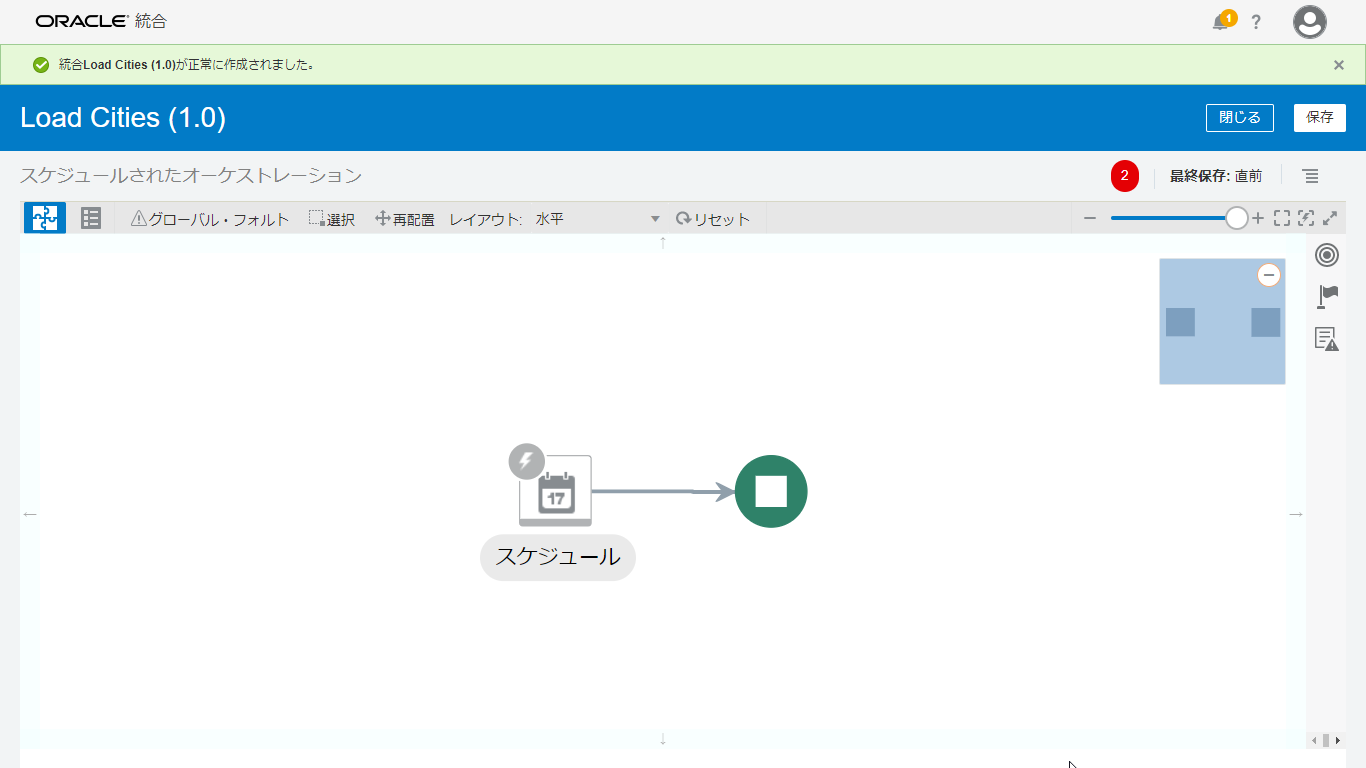 ORACLE 統合
1
?
統合Load Cities (1.0)が正常に作成されました。
Load Cities (1.0)
閉じる
保存
スケジュールされたオーケストレーション
2
最終保存: 直前
グローバル・フォルト
選択
再配置
レイアウト:
水平
リセット
17
スケジュール